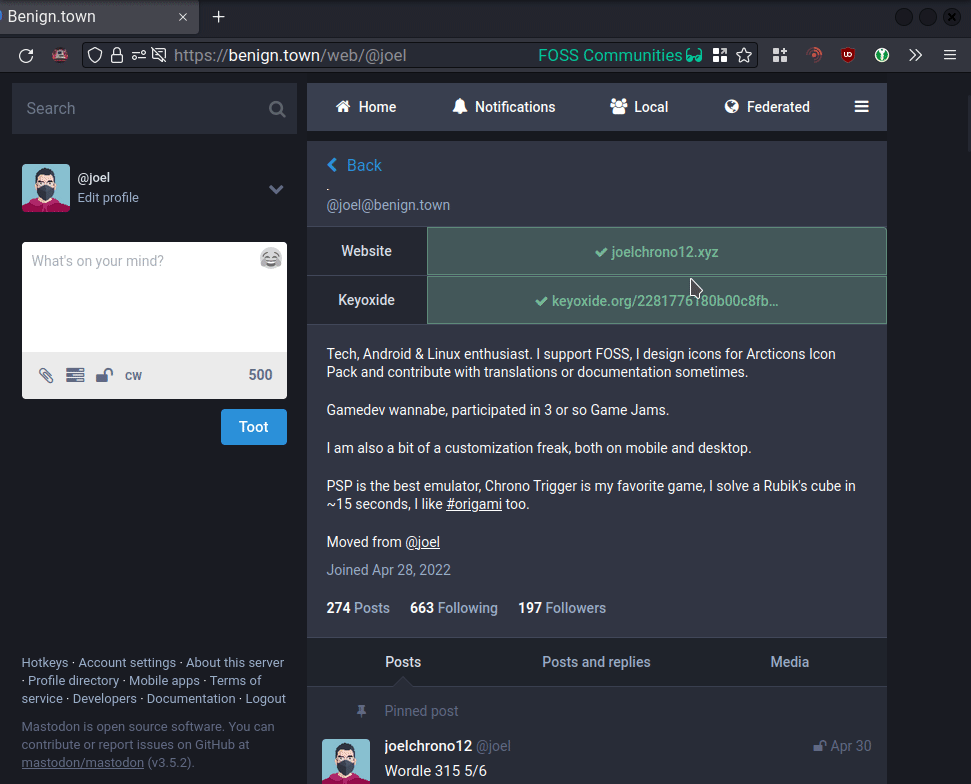 Benign.town
https://benign.town/web/@joel FOSS Communities
Search
Home Notifications Local Federated
@joel
Edit profile
What's on your mind?
CW 500
Toot
Back
.
@joel@benign.town
Website joelchrono12.xyz
Keyoxide keyoxide.org/2281776180b00c8fb...
Tech, Android & Linux enthusiast. I support FOSS, I design icons for Arcticons Icon
Pack and contribute with translations or documentation sometimes.
Gamedev wannabe, participated in 3 or so Game Jams.
I am also a bit of a customization freak, both on mobile and desktop.
PSP is the best emulator, Chrono Trigger is my favorite game, I solve a Rubik's cube in
~15 seconds, I like #origami too.
Moved from @joel
Joined Apr 28, 2022
274 Posts 663 Following 197 Followers
Posts Posts and replies Media
Pinned post
joelchrono12 @joel Apr 30
Wordle 315 5/6
Hotkeys · Account settings · About this server
· Profile directory · Mobile apps · Terms of
service · Developers · Documentation · Logout
Mastodon is open source software. You can
contribute or report issues on GitHub at
mastodon/mastodon (v3.5.2).